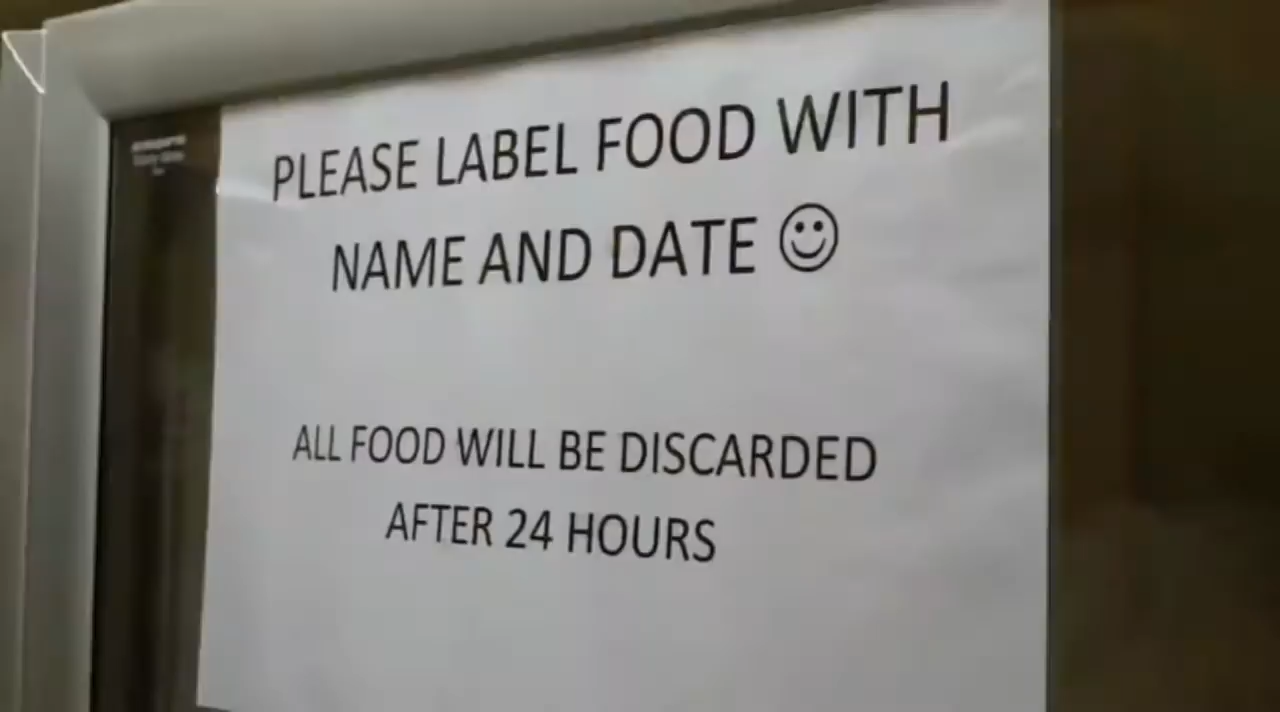 PLEASE LABEL FOOD WITH
NAME AND DATE ☺
ALL FOOD WILL BE DISCARDED
AFTER 24 HOURS